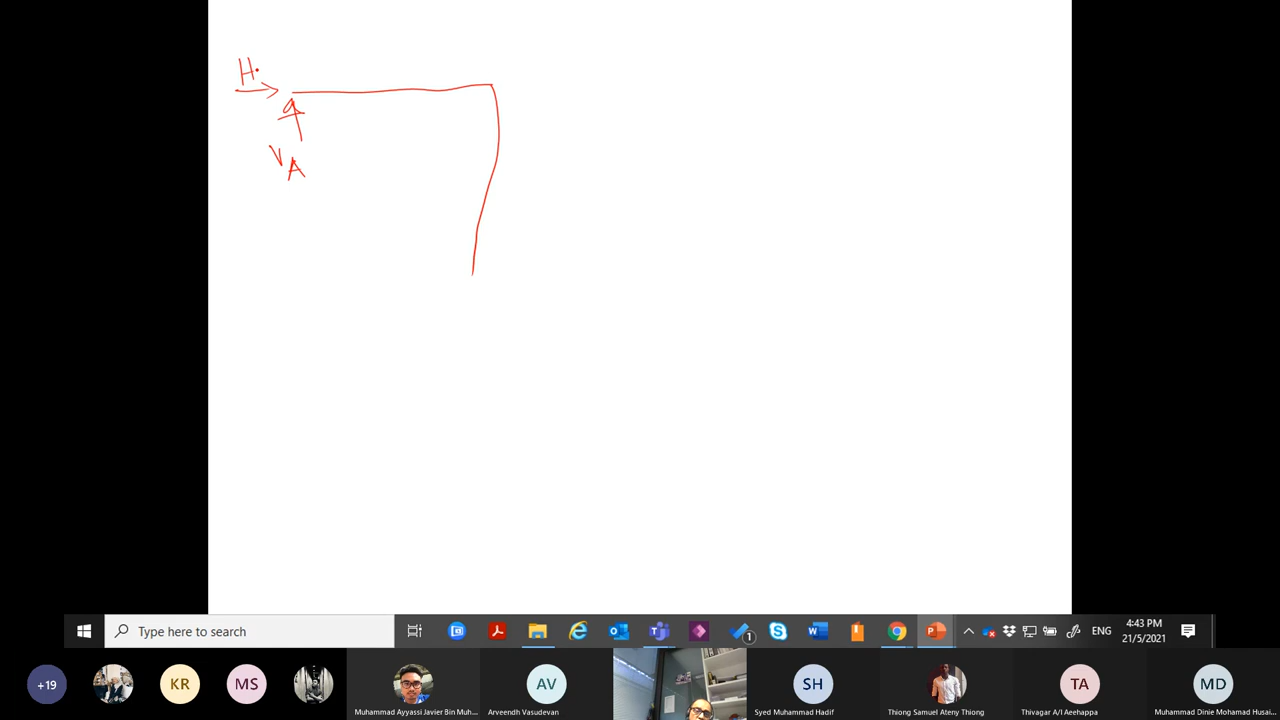 H.
VA
Type here to search
1
ENG
4:43 PM
21/5/2021
+19
KR
MS
Muhammad Ayyassi Javier Bin Muh...
AV
Arveendh Vasudevan
SH
Syed Muhammad Hadif
Thiong Samuel Ateny Thiong
TA
Thivagar A/l Aeehappa
MD
Muhammad Dinie Mohamad Husai...